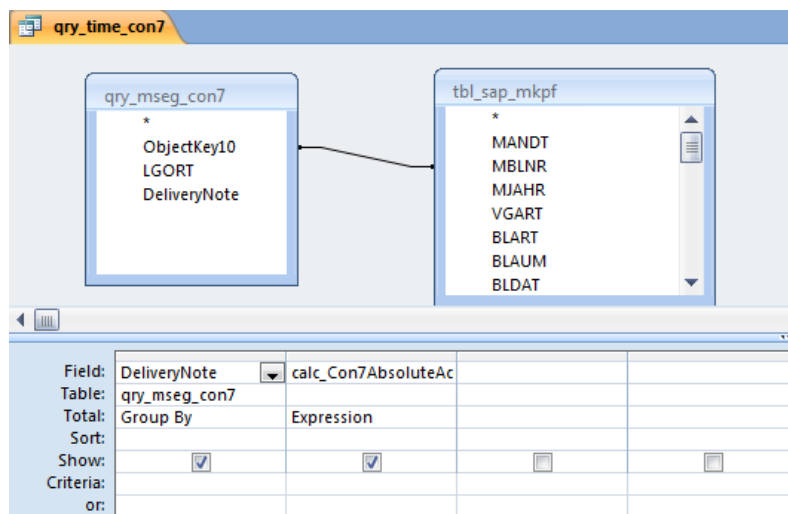 qry_time_con7
qry_mseg_con7
*
ObjectKey10
LGORT
DeliveryNote
tbl_sap_mkpf
*
MANDT
MBLNR
MJAHR
VGART
BLART
BLAUM
BLDAT
Field: DeliveryNote calc_Con7AbsoluteAc
Table: qry_mseg_con7
Total: Group By Expression
Sort:
Show:
Criteria:
or: